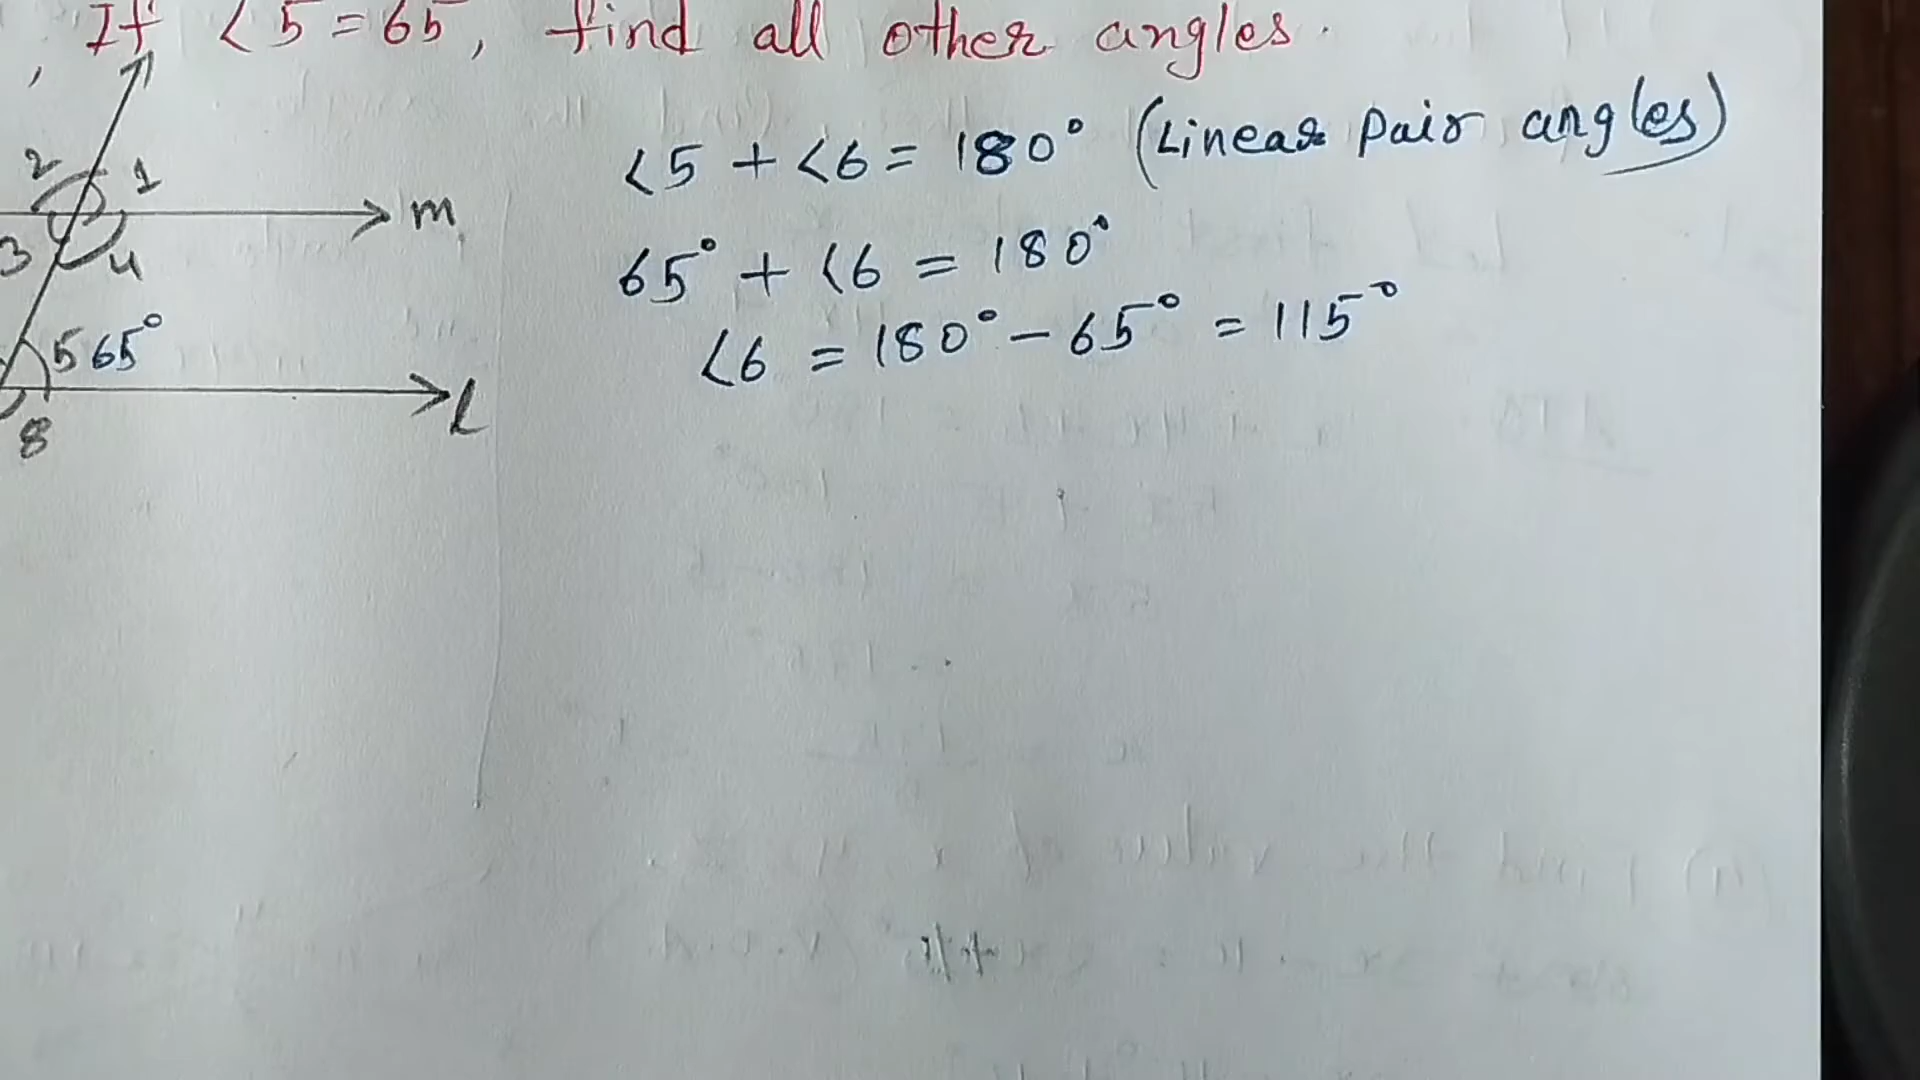 , If <5 = 65, find all other angles.
<5 + <6 = 180° (Linear pair angles)
2 1
m
3 4
65° + <6 = 180°
<6 = 180° - 65° = 115°
5 65°
l
8